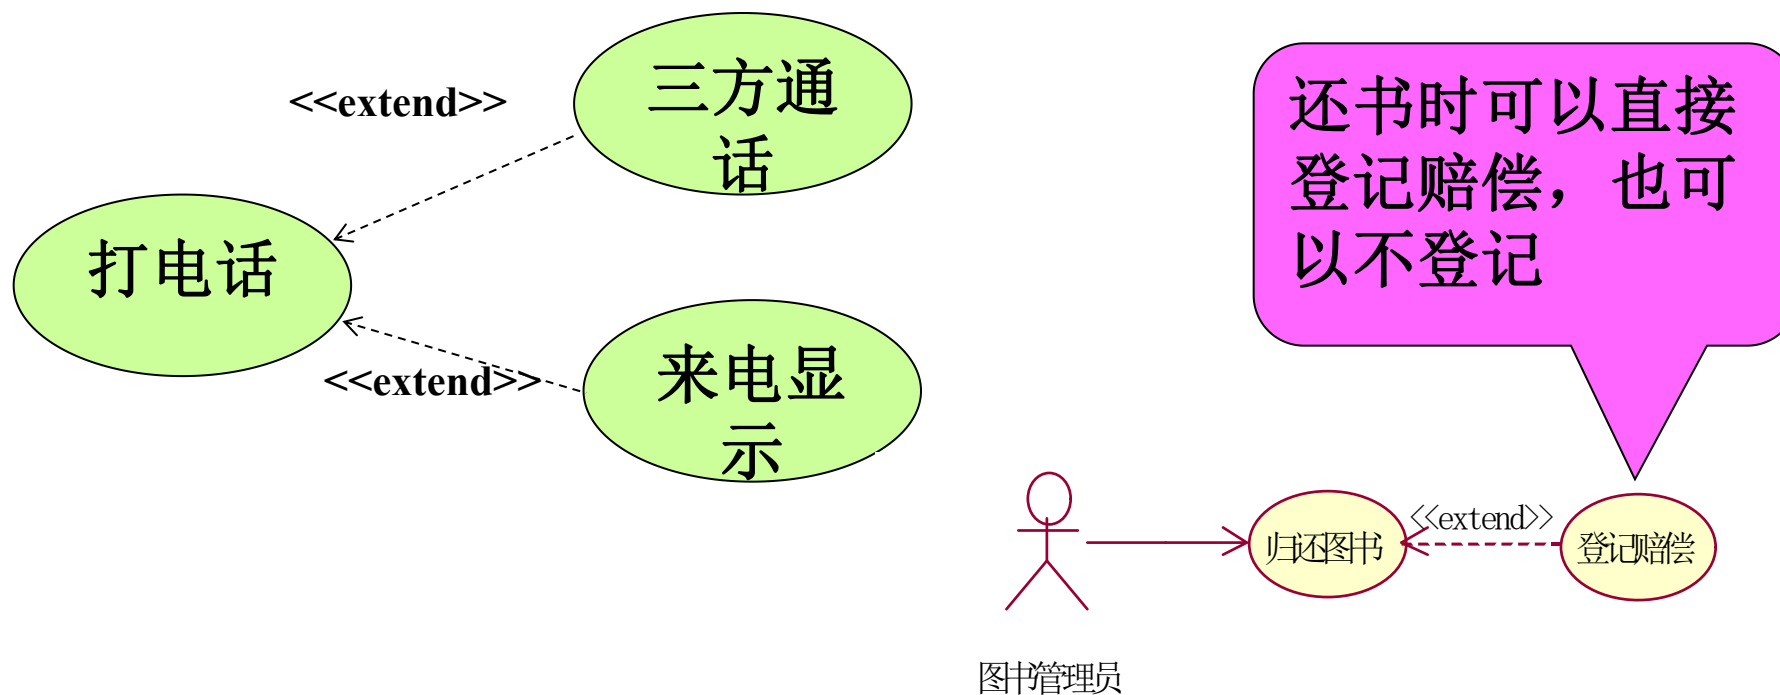 <<extend>>
三方通
话
打电话
<<extend>>
来电显
示
还书时可以直接
登记赔偿，也可
以不登记
归还图书
<<extend>>
登记赔偿
图书管理员